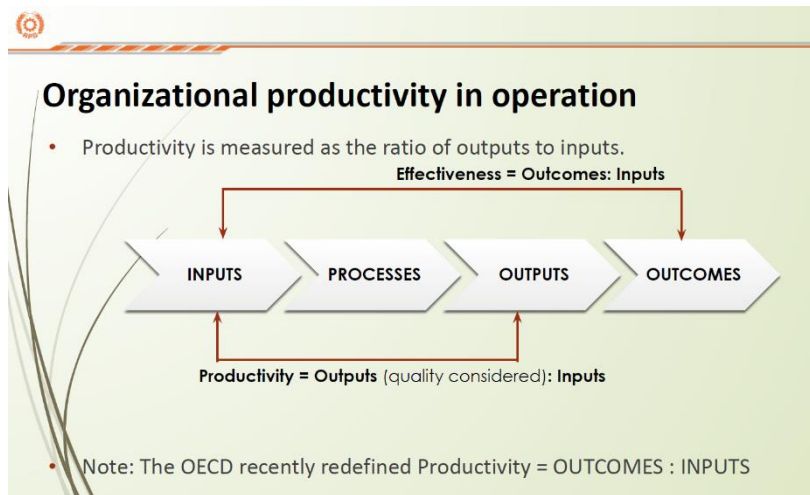 Organizational productivity in operation
• Productivity is measured as the ratio of outputs to inputs.
Effectiveness = Outcomes: Inputs
INPUTS
PROCESSES
OUTPUTS
OUTCOMES
Productivity = Outputs (quality considered): Inputs
• Note: The OECD recently redefined Productivity = OUTCOMES : INPUTS